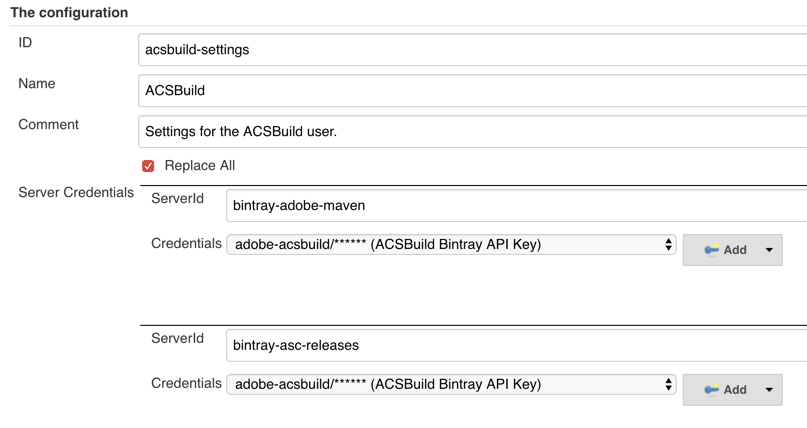 The configuration
ID
acsbuild-settings
Name
ACSBuild
Comment
Settings for the ACSBuild user.
Replace All
Server Credentials
ServerId
bintray-adobe-maven
Credentials
adobe-acsbuild/****** (ACSBuild Bintray API Key)
Add
ServerId
bintray-asc-releases
Credentials
adobe-acsbuild/****** (ACSBuild Bintray API Key)
Add